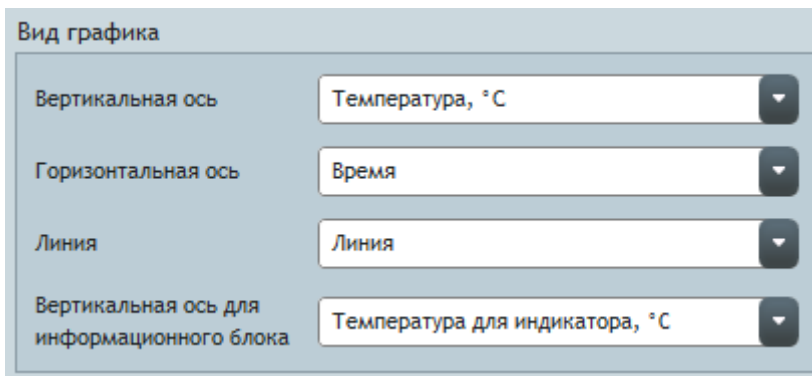 Вид графика
Вертикальная ось
Температура, °C
Горизонтальная ось
Время
Линия
Линия
Вертикальная ось для
информационного блока
Температура для индикатора, °C